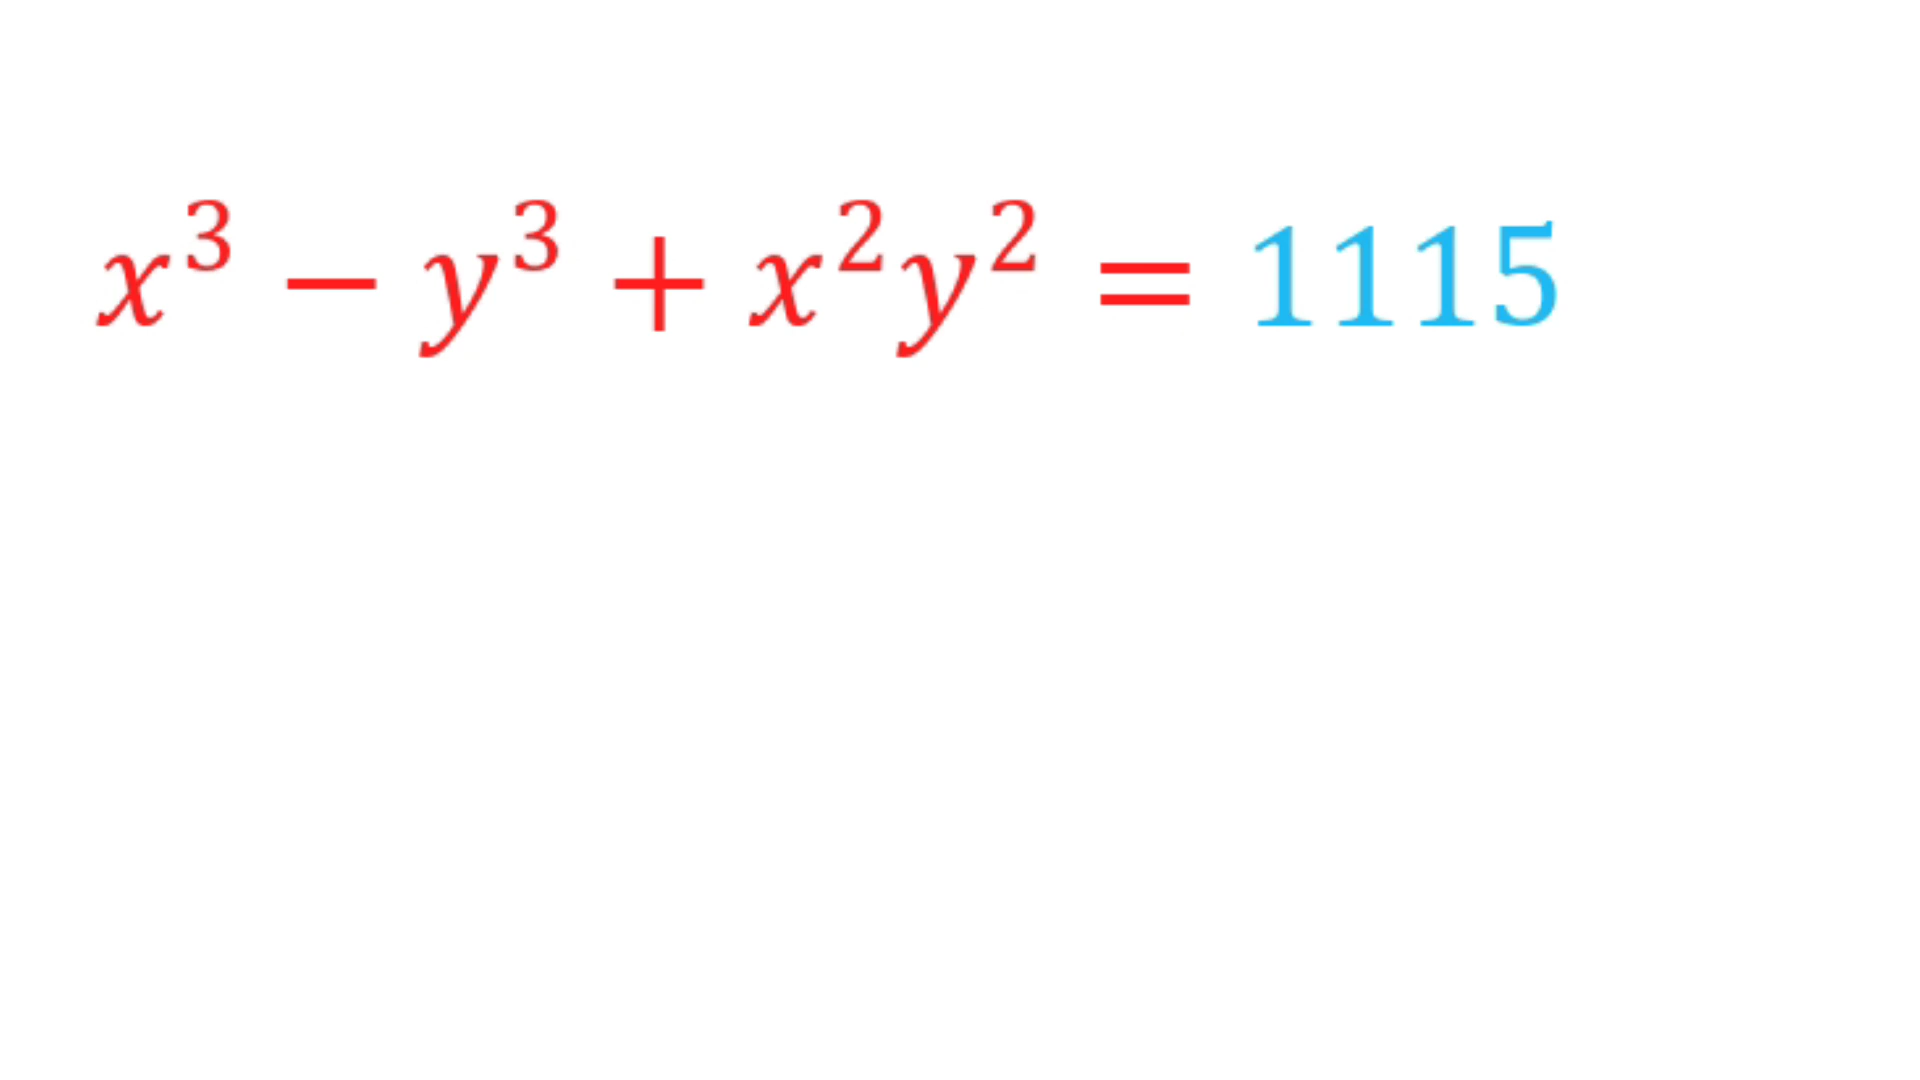 x³ − y³ + x²y² = 1115